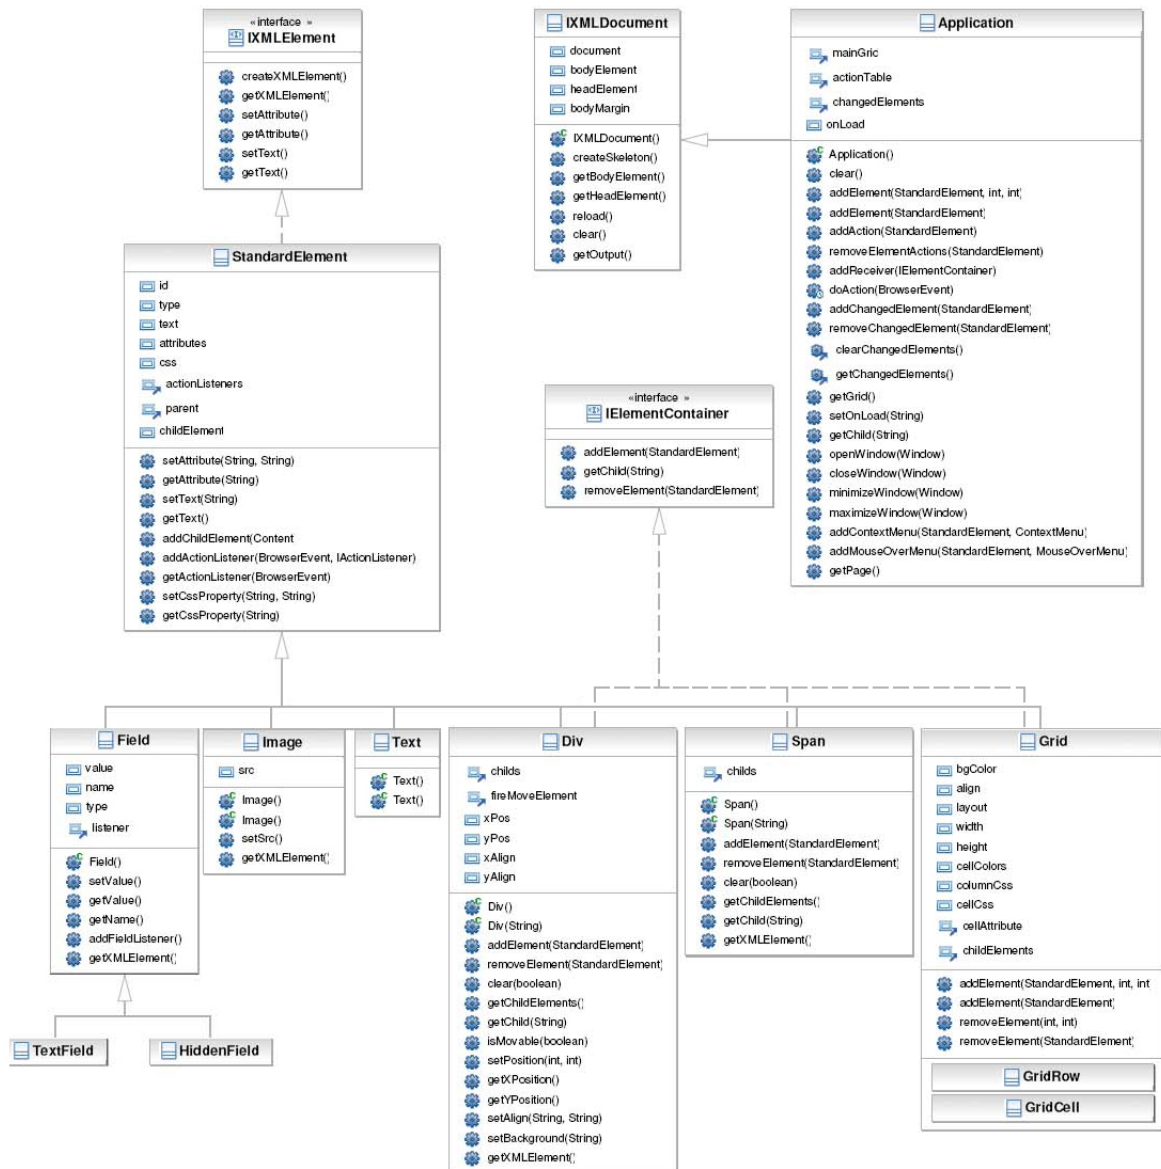 «interface »
IXMLElement
createXMLElement()
getXMLElement()
setAttribute()
getAttribute()
setText()
getText()
IXMLDocument
document
bodyElement
headElement
bodyMargin
IXMLDocument()
createSkeleton()
getBodyElement()
getHeadElement()
reload()
clear()
getOutput()
Application
mainGric
actionTable
changedElements
onLoad
Application()
clear()
addElement(StandardElement, int, int)
addElement(StandardElement)
addAction(StandardElement)
removeElementActions(StandardElement)
addReceiver(IElementContainer)
doAction(BrowserEvent)
addChangedElement(StandardElement)
removeChangedElement(StandardElement)
clearChangedElements()
getChangedElements()
getGrid()
setOnLoad(String)
getChild(String)
openWindow(Window)
closeWindow(Window)
minimizeWindow(Window)
maximizeWindow(Window)
addContextMenu(StandardElement, ContextMenu)
addMouseOverMenu(StandardElement, MouseOverMenu)
getPage()
StandardElement
id
type
text
attributes
css
actionListeners
parent
childElement
setAttribute(String, String)
getAttribute(String)
setText(String)
getText()
addChildElement(Content
addActionListener(BrowserEvent, IActionListener)
getActionListener(BrowserEvent)
setCssProperty(String, String)
getCssProperty(String)
«interface »
IElementContainer
addElement(StandardElement)
getChild(String)
removeElement(StandardElement)
Field
value
name
type
listener
Field()
setValue()
getValue()
getName()
addFieldListener()
getXMLElement()
Image
src
Image()
Image()
setSrc()
getXMLElement()
Text
Text()
Text()
Div
childs
fireMoveElement
xPos
yPos
xAlign
yAlign
Div()
Div(String)
addElement(StandardElement)
removeElement(StandardElement)
clear(boolean)
getChildElements()
getChild(String)
isMovable(boolean)
setPosition(int, int)
getXPosition()
getYPosition()
setAlign(String, String)
setBackground(String)
getXMLElement()
Span
childs
Span()
Span(String)
addElement(StandardElement)
removeElement(StandardElement)
clear(boolean)
getChildElements()
getChild(String)
getXMLElement()
Grid
bgColor
align
layout
width
height
cellColors
columnCss
cellCss
cellAttribute
childElements
addElement(StandardElement, int, int
addElement(StandardElement)
removeElement(int, int)
removeElement(StandardElement)
GridRow
GridCell
TextField
HiddenField